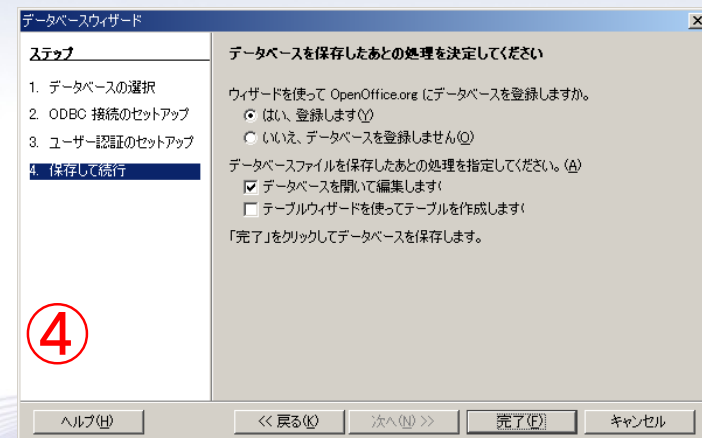 データベースウィザード
ステップ
1. データベースの選択
2. ODBC 接続のセットアップ
3. ユーザー認証のセットアップ
4. 保存して続行
データベースを保存したあとの処理を決定してください
ウィザードを使って OpenOffice.org にデータベースを登録しますか。
はい、登録します(Y)
いいえ、データベースを登録しません(O)
データベースファイルを保存したあとの処理を指定してください。(A)
データベースを開いて編集します(
テーブルウィザードを使ってテーブルを作成します(
「完了」をクリックしてデータベースを保存します。
④
ヘルプ(H)
<< 戻る(K)
次へ(N) >>
完了(F)
キャンセル